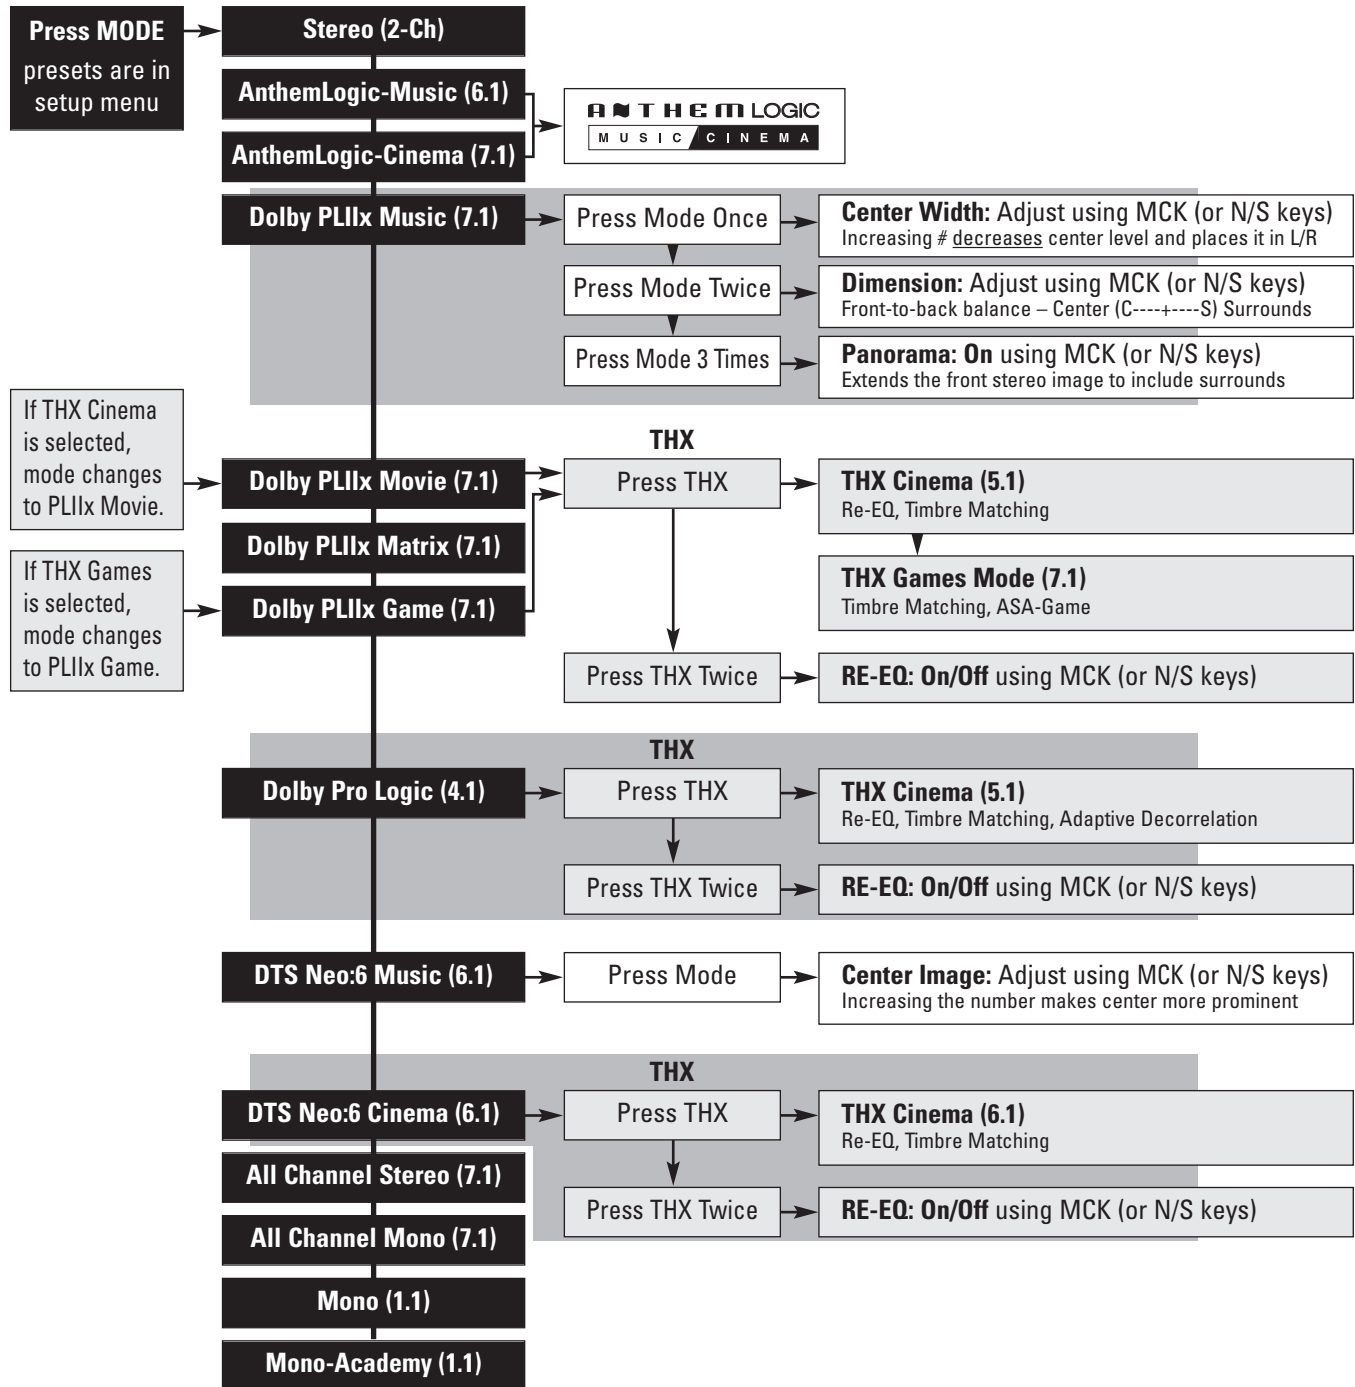 Press MODE
presets are in
setup menu
Stereo (2-Ch)
AnthemLogic-Music (6.1)
AnthemLogic-Cinema (7.1)
ANTHEM LOGIC
MUSIC/CINEMA
Dolby PLIIx Music (7.1)
Press Mode Once
Center Width: Adjust using MCK (or N/S keys)
Increasing # decreases center level and places it in L/R
Press Mode Twice
Dimension: Adjust using MCK (or N/S keys)
Front-to-back balance – Center (C----+----S) Surrounds
Press Mode 3 Times
Panorama: On using MCK (or N/S keys)
Extends the front stereo image to include surrounds
If THX Cinema
is selected,
mode changes
to PLIIx Movie.
THX
Dolby PLIIx Movie (7.1)
Press THX
THX Cinema (5.1)
Re-EQ, Timbre Matching
Dolby PLIIx Matrix (7.1)
If THX Games
is selected,
mode changes
to PLIIx Game.
Dolby PLIIx Game (7.1)
THX Games Mode (7.1)
Timbre Matching, ASA-Game
Press THX Twice
RE-EQ: On/Off using MCK (or N/S keys)
THX
Dolby Pro Logic (4.1)
Press THX
THX Cinema (5.1)
Re-EQ, Timbre Matching, Adaptive Decorrelation
Press THX Twice
RE-EQ: On/Off using MCK (or N/S keys)
DTS Neo:6 Music (6.1)
Press Mode
Center Image: Adjust using MCK (or N/S keys)
Increasing the number makes center more prominent
THX
DTS Neo:6 Cinema (6.1)
Press THX
THX Cinema (6.1)
Re-EQ, Timbre Matching
All Channel Stereo (7.1)
Press THX Twice
RE-EQ: On/Off using MCK (or N/S keys)
All Channel Mono (7.1)
Mono (1.1)
Mono-Academy (1.1)